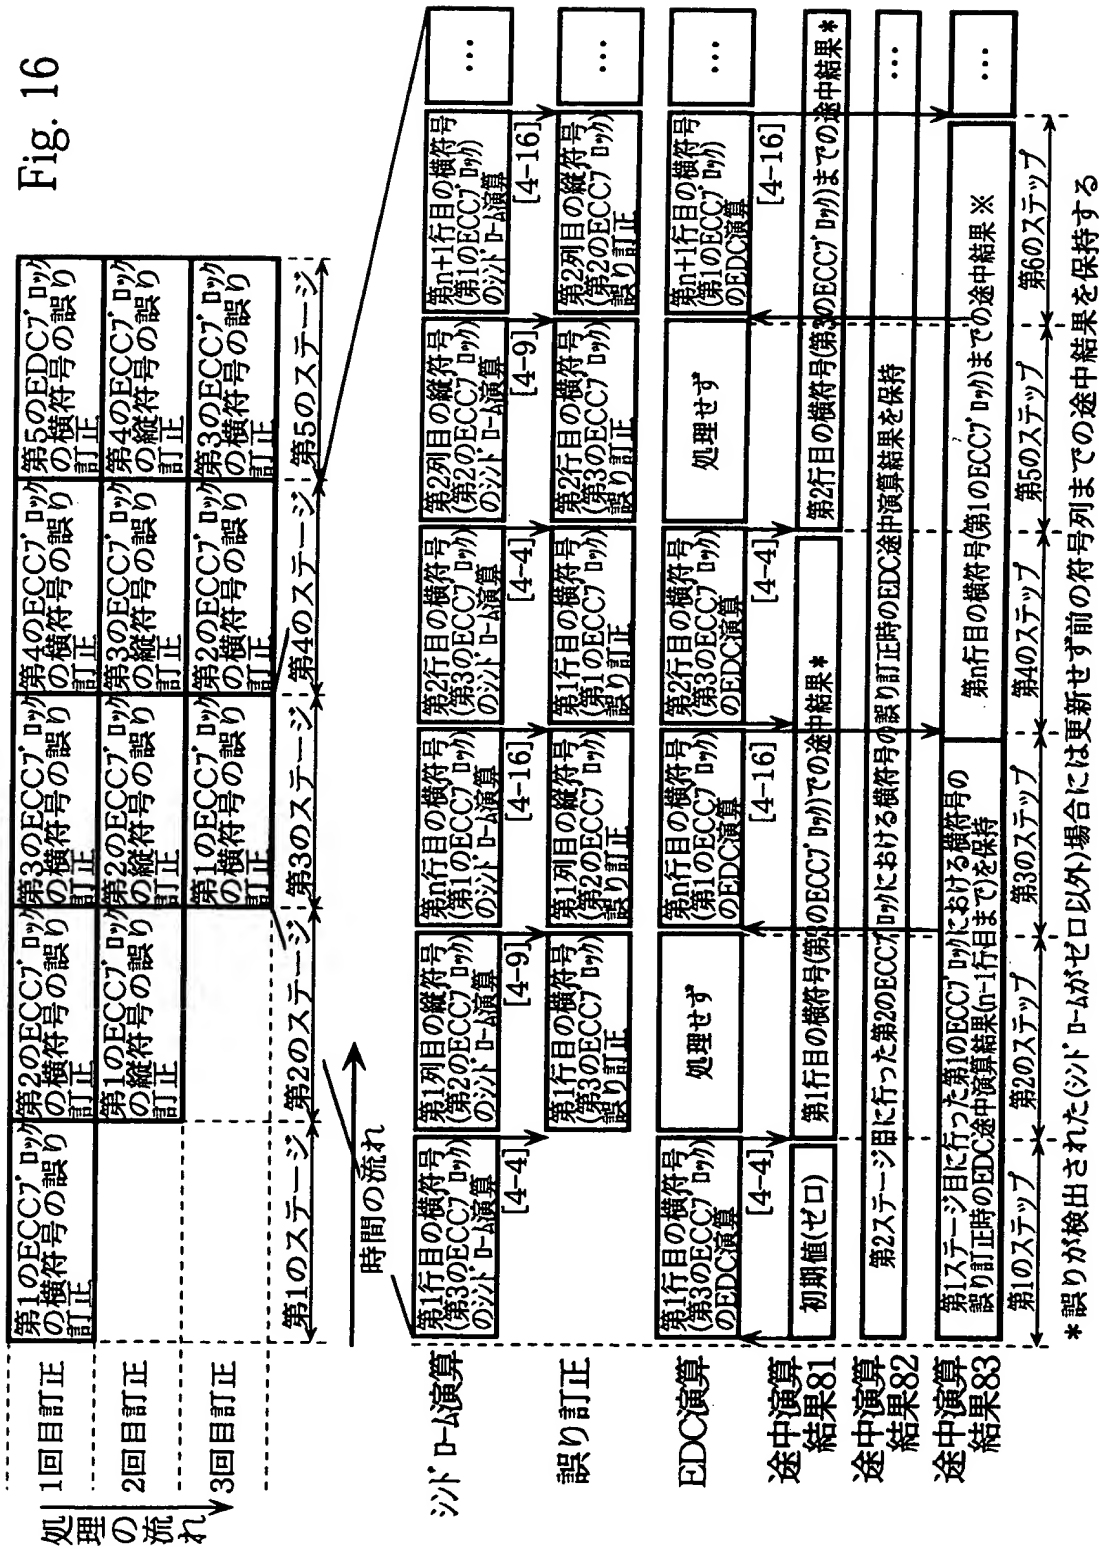 Fig. 16
処理の流れ
1回目訂正
2回目訂正
3回目訂正
第1のECCブロック
の横符号の誤り
訂正
第2のECCブロック
の横符号の誤り
訂正
第3のECCブロック
の横符号の誤り
訂正
第4のECCブロック
の横符号の誤り
訂正
第5のEDCブロック
の横符号の誤り
訂正
第1のECCブロック
の縦符号の誤り
訂正
第2のECCブロック
の縦符号の誤り
訂正
第3のECCブロック
の縦符号の誤り
訂正
第4のECCブロック
の縦符号の誤り
訂正
第1のECCブロック
の横符号の誤り
訂正
第2のECCブロック
の横符号の誤り
訂正
第3のECCブロック
の横符号の誤り
訂正
第1のステージ
第2のステージ
第3のステージ
第4のステージ
第5のステージ
時間の流れ
シンドローム演算
第1行目の横符号
(第3のECCブロック)
のシンドローム演算
第1列目の縦符号
(第2のECCブロック)
のシンドローム演算
第n行目の横符号
(第1のECCブロック)
のシンドローム演算
第2行目の横符号
(第3のECCブロック)
のシンドローム演算
第2列目の縦符号
(第2のECCブロック)
のシンドローム演算
第n+1行目の横符号
(第1のECCブロック)
のシンドローム演算
…
[4-4]
[4-9]
[4-16]
[4-4]
[4-9]
[4-16]
誤り訂正
第1行目の横符号
(第3のECCブロック)
誤り訂正
第1列目の縦符号
(第2のECCブロック)
誤り訂正
第1行目の横符号
(第1のECCブロック)
誤り訂正
第2行目の横符号
(第3のECCブロック)
誤り訂正
第2列目の縦符号
(第2のECCブロック)
誤り訂正
…
EDC演算
第1行目の横符号
(第3のECCブロック)
のEDC演算
処理せず
第n行目の横符号
(第1のECCブロック)
のEDC演算
第2行目の横符号
(第3のECCブロック)
のEDC演算
処理せず
第n+1行目の横符号
(第1のECCブロック)
のEDC演算
…
[4-4]
[4-16]
[4-4]
[4-16]
途中演算
結果81
初期値(ゼロ)
第1行目の横符号(第3のECCブロック)での途中結果*
第2行目の横符号(第3のECCブロック)までの途中結果*
途中演算
結果82
第2ステージ目に行った第2のECCブロックにおける横符号の誤り訂正時のEDC途中演算結果を保持
…
途中演算
結果83
第1ステージ目に行った第1のECCブロックにおける横符号の
誤り訂正時のEDC途中演算結果(n-1行目まで)を保持
第n行目の横符号(第1のECCブロック)までの途中結果※
…
第1のステップ
第2のステップ
第3のステップ
第4のステップ
第5のステップ
第6のステップ
*誤りが検出された(シンドロームがゼロ以外)場合には更新せず前の符号列までの途中結果を保持する